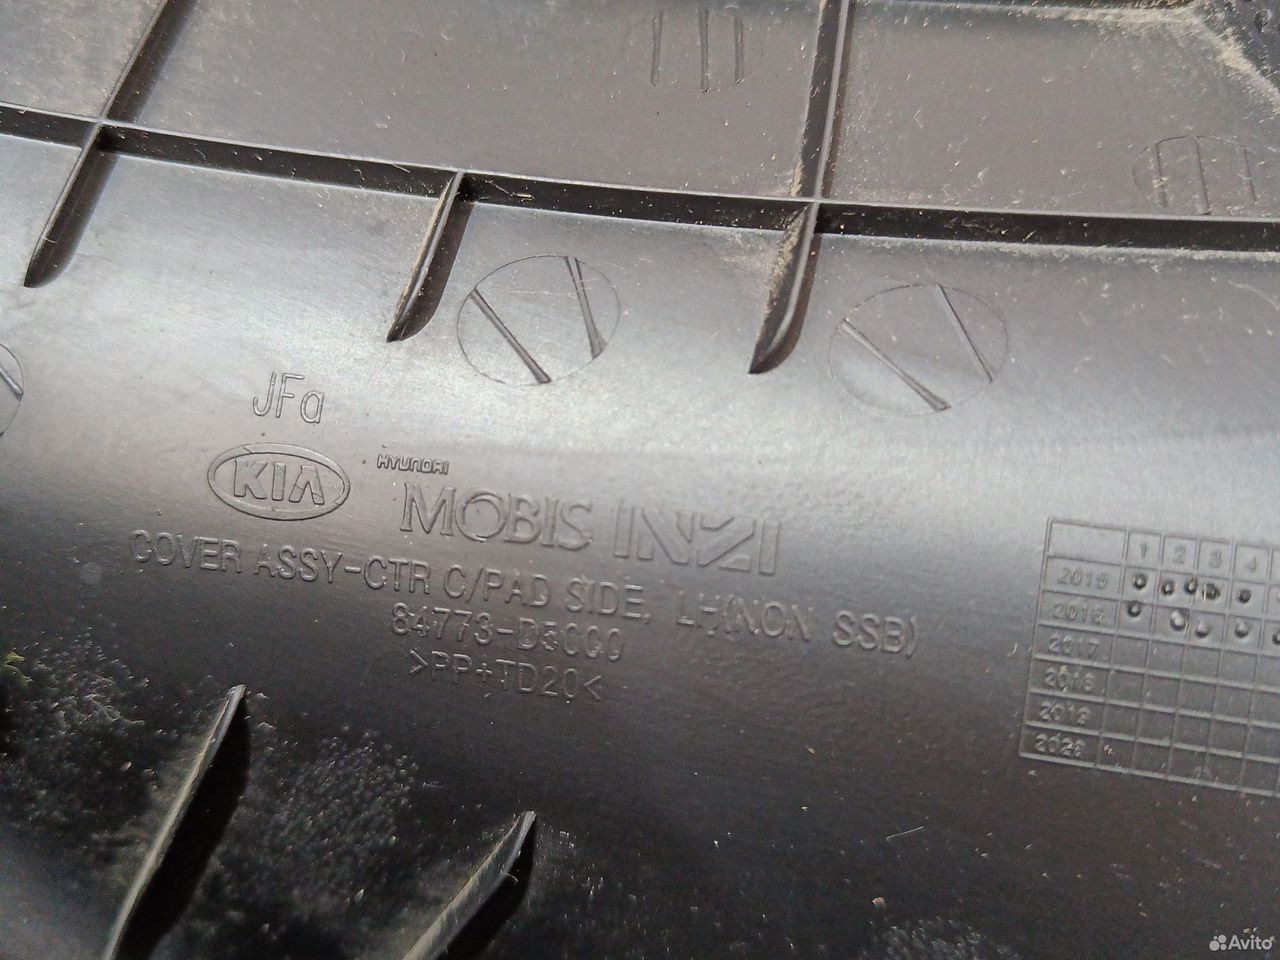 JFa
KIA
HYUNDAI
MOBIS INZI
COVER ASSY-CTR C/PAD SIDE, LH(NON SSB)
84773-D5000
>PP+TD20<
1 2 3 4
2015
2016
2017
2018
2019
2020
Avito